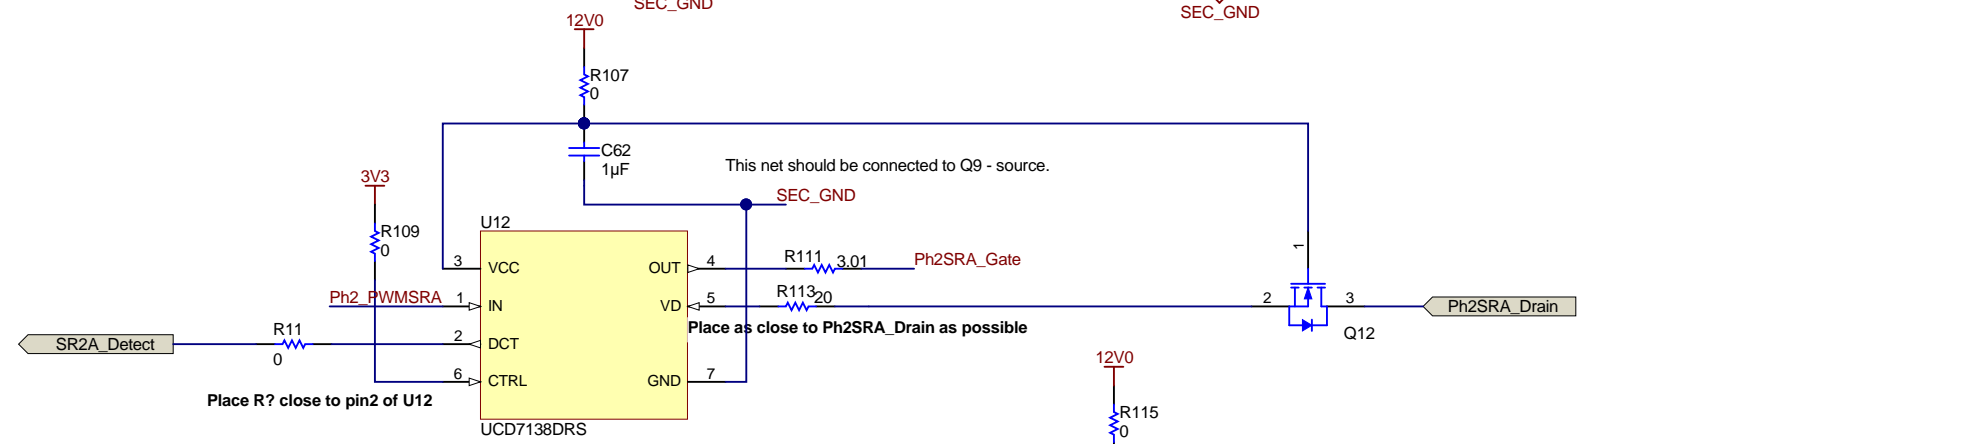 SEC_GND
SEC_GND
12V0
R107
0
C62
1µF
This net should be connected to Q9 - source.
3V3
SEC_GND
R109
0
U12
3 VCC
OUT 4
R111 3.01
Ph2SRA_Gate
1
Ph2_PWMSRA
1 IN
VD 5
R113 20
2
3
Ph2SRA_Drain
Place as close to Ph2SRA_Drain as possible
Q12
SR2A_Detect
R11
0
2 DCT
12V0
6 CTRL
GND 7
Place R? close to pin2 of U12
R115
0
UCD7138DRS